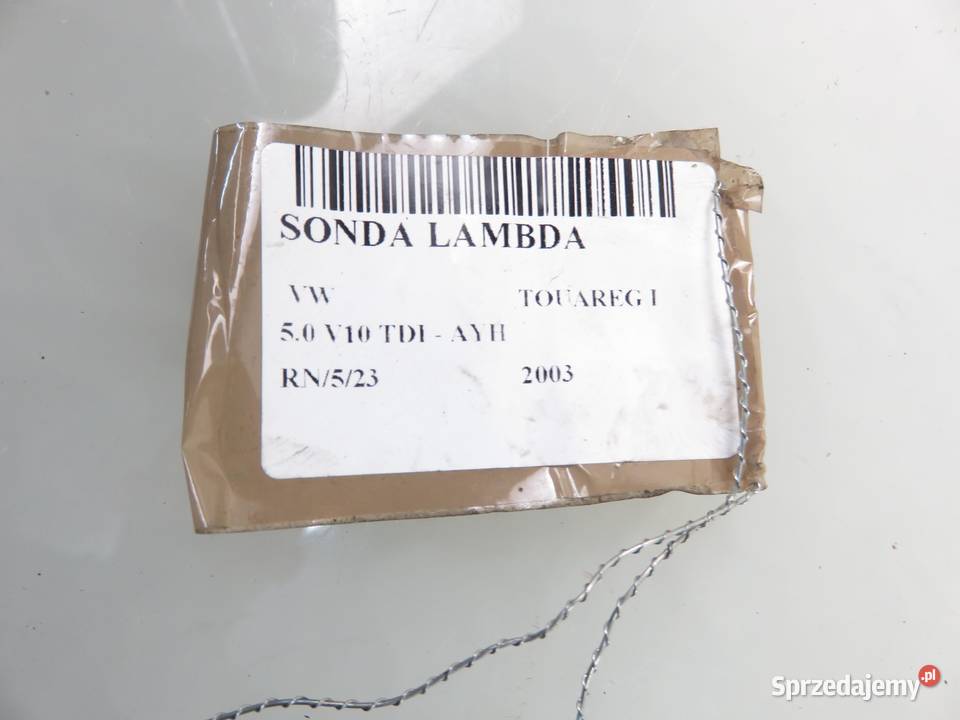 SONDA LAMBDA
VW TOUAREG I
5.0 V10 TDI - AYH
RN/5/23 2003
Sprzedajemy.pl